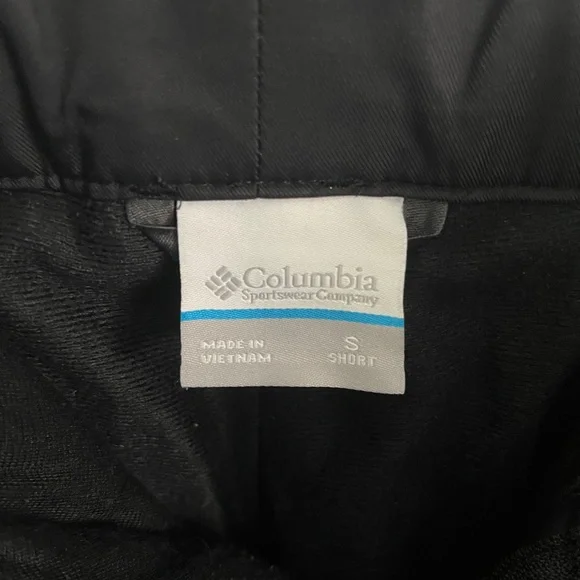 Columbia
Sportswear Company
MADE IN
VIETNAM
S
SHORT